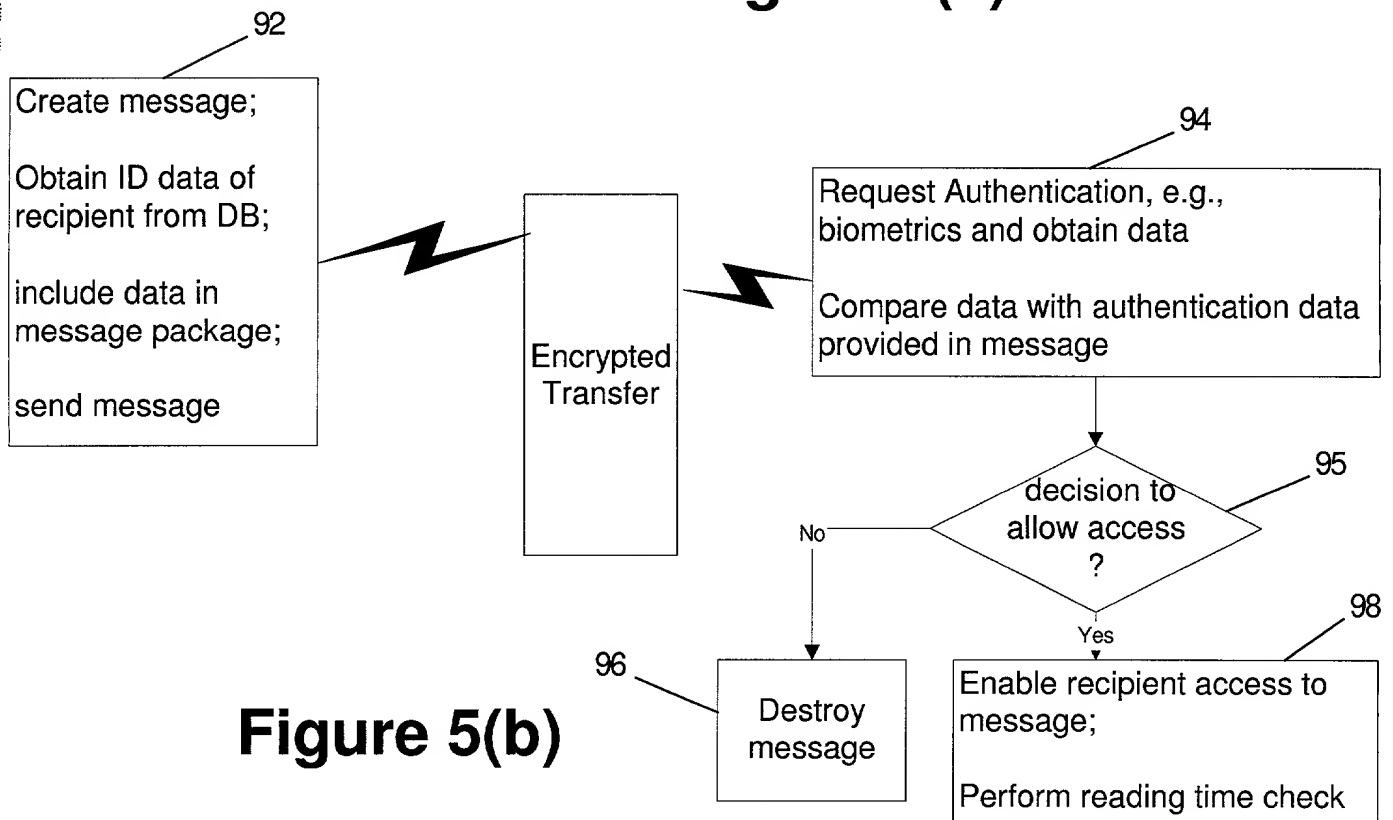 92
Create message;
Obtain ID data of
recipient from DB;
include data in
message package;
send message
Encrypted
Transfer
94
Request Authentication, e.g.,
biometrics and obtain data
Compare data with authentication data
provided in message
95
decision to
allow access
?
No
Yes
96
Destroy
message
98
Enable recipient access to
message;
Perform reading time check
Figure 5(b)